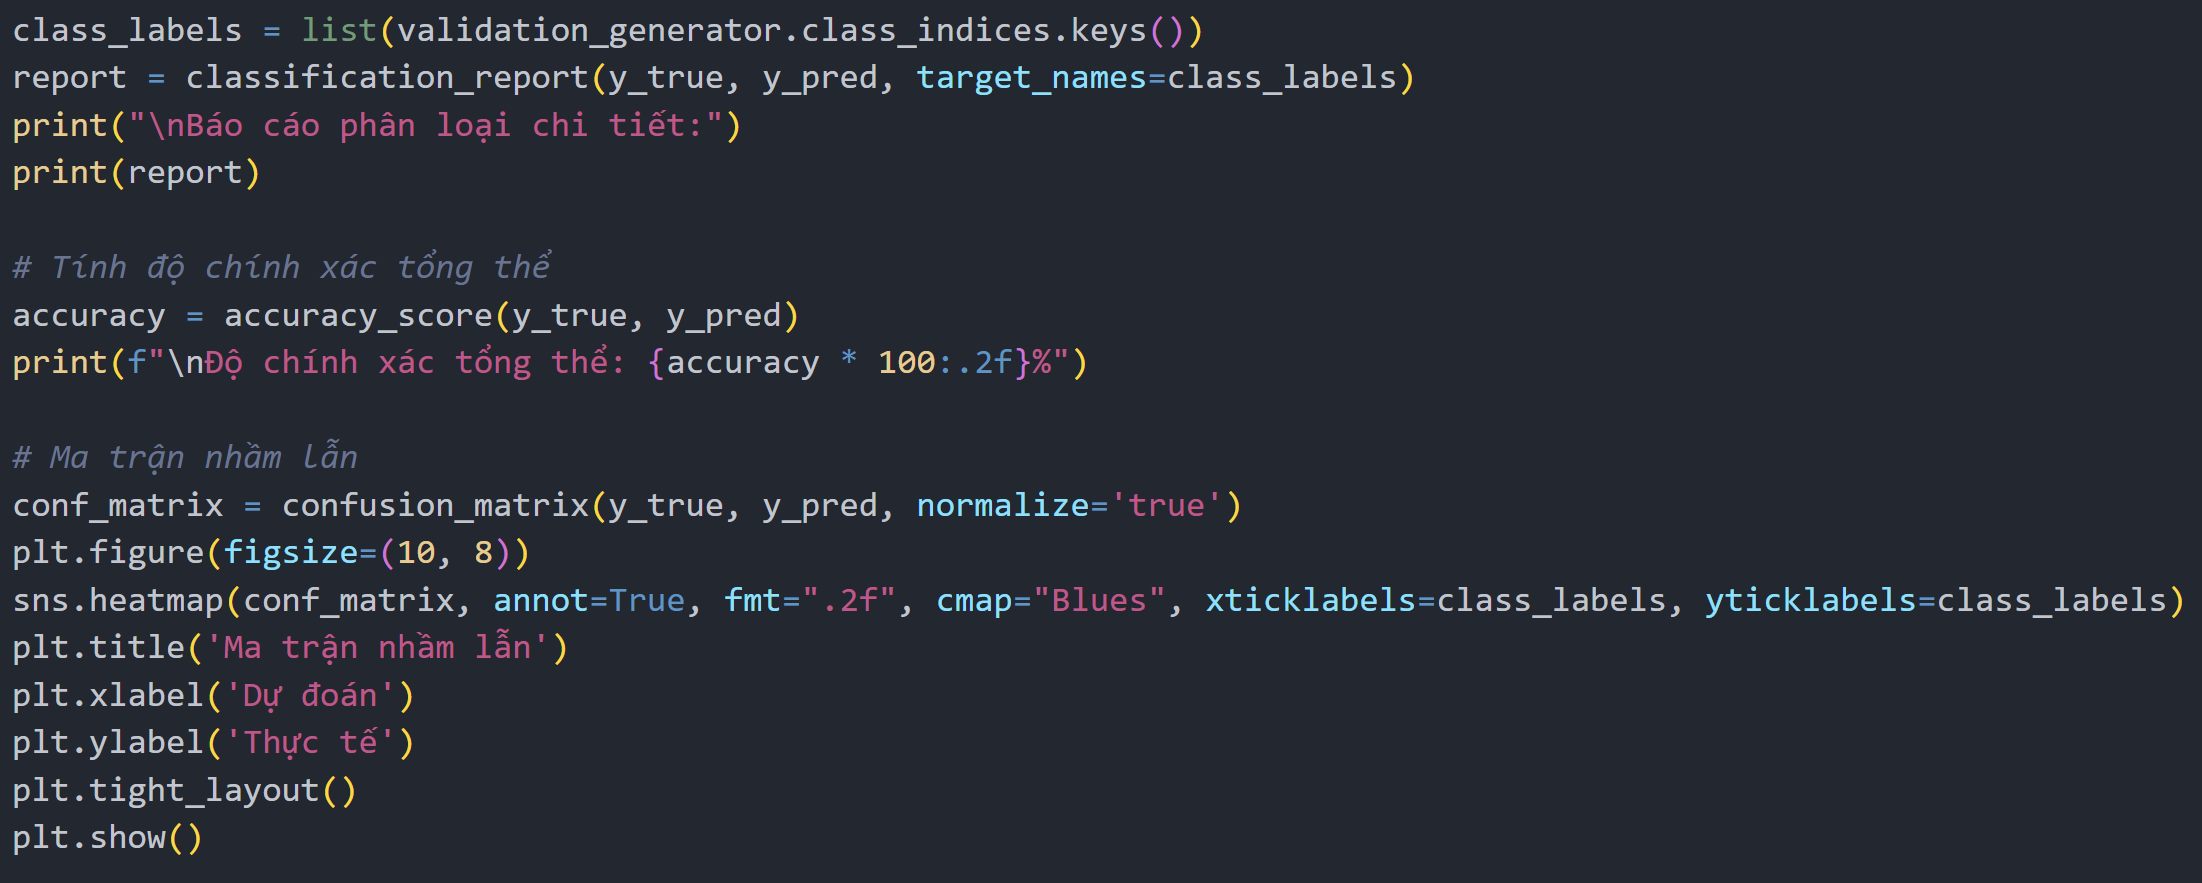 class_labels = list(validation_generator.class_indices.keys())
report = classification_report(y_true, y_pred, target_names=class_labels)
print("\nBáo cáo phân loại chi tiết:")
print(report)
# Tính độ chính xác tổng thể
accuracy = accuracy_score(y_true, y_pred)
print(f"\nĐộ chính xác tổng thể: {accuracy * 100:.2f}%")
# Ma trận nhầm lẫn
conf_matrix = confusion_matrix(y_true, y_pred, normalize='true')
plt.figure(figsize=(10, 8))
sns.heatmap(conf_matrix, annot=True, fmt=".2f", cmap="Blues", xticklabels=class_labels, yticklabels=class_labels)
plt.title('Ma trận nhầm lẫn')
plt.xlabel('Dự đoán')
plt.ylabel('Thực tế')
plt.tight_layout()
plt.show()